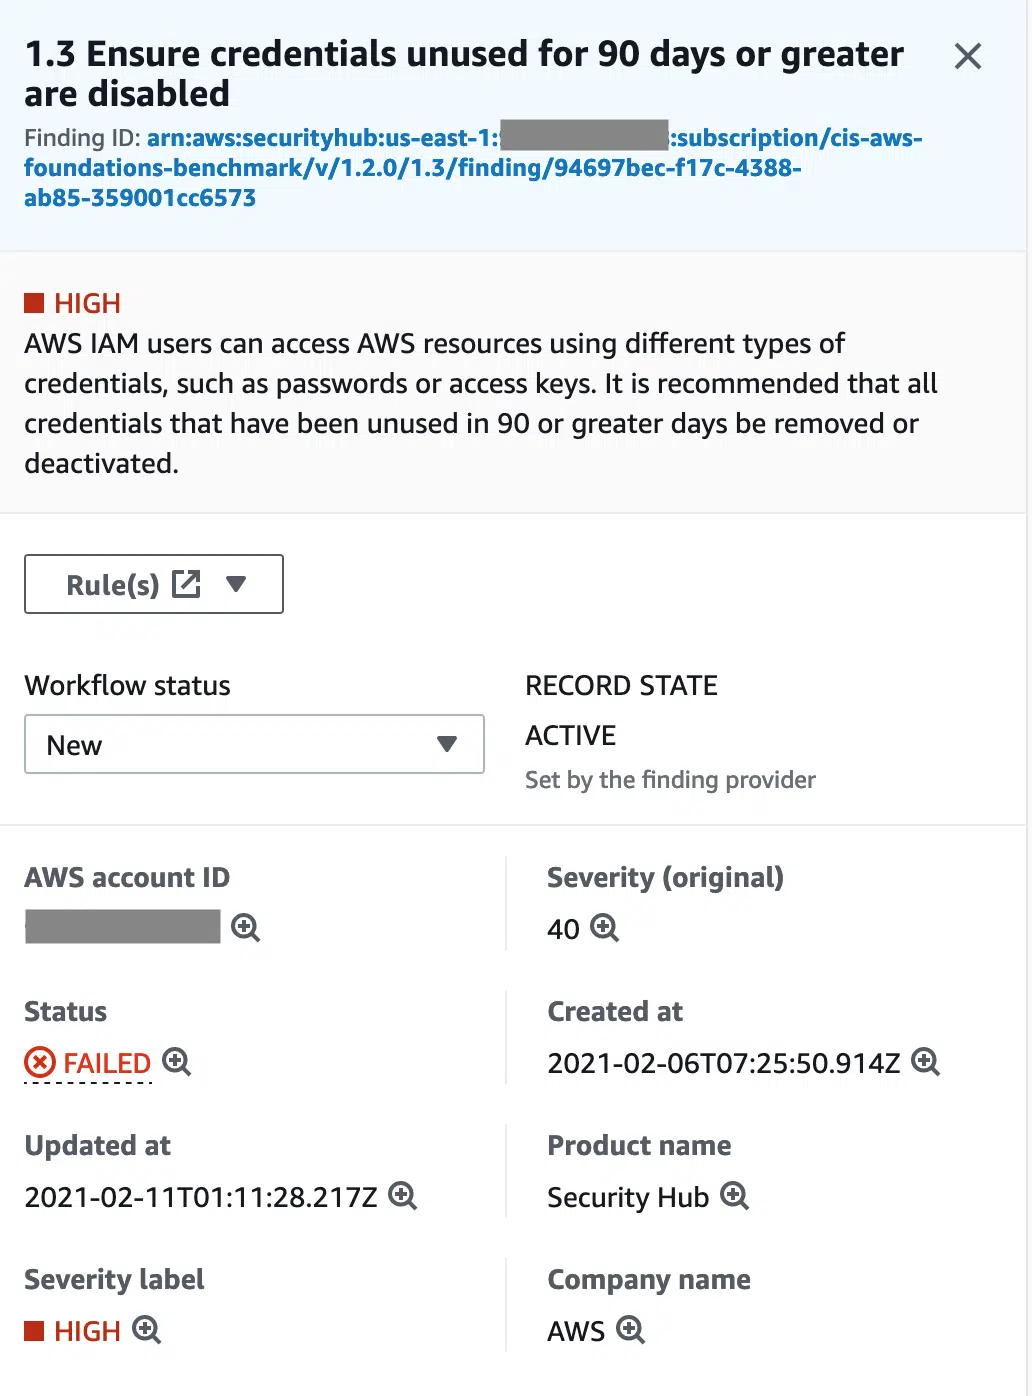 1.3 Ensure credentials unused for 90 days or greater
are disabled
Finding ID: arn:aws:securityhub:us-east-1: :subscription/cis-aws-
foundations-benchmark/v/1.2.0/1.3/finding/94697bec-f17c-4388-
ab85-359001cc6573
HIGH
AWS IAM users can access AWS resources using different types of
credentials, such as passwords or access keys. It is recommended that all
credentials that have been unused in 90 or greater days be removed or
deactivated.
Rule(s)
Workflow status
New
RECORD STATE
ACTIVE
Set by the finding provider
AWS account ID
Severity (original)
40
Status
FAILED
Created at
2021-02-06T07:25:50.914Z
Updated at
2021-02-11T01:11:28.217Z
Product name
Security Hub
Severity label
HIGH
Company name
AWS